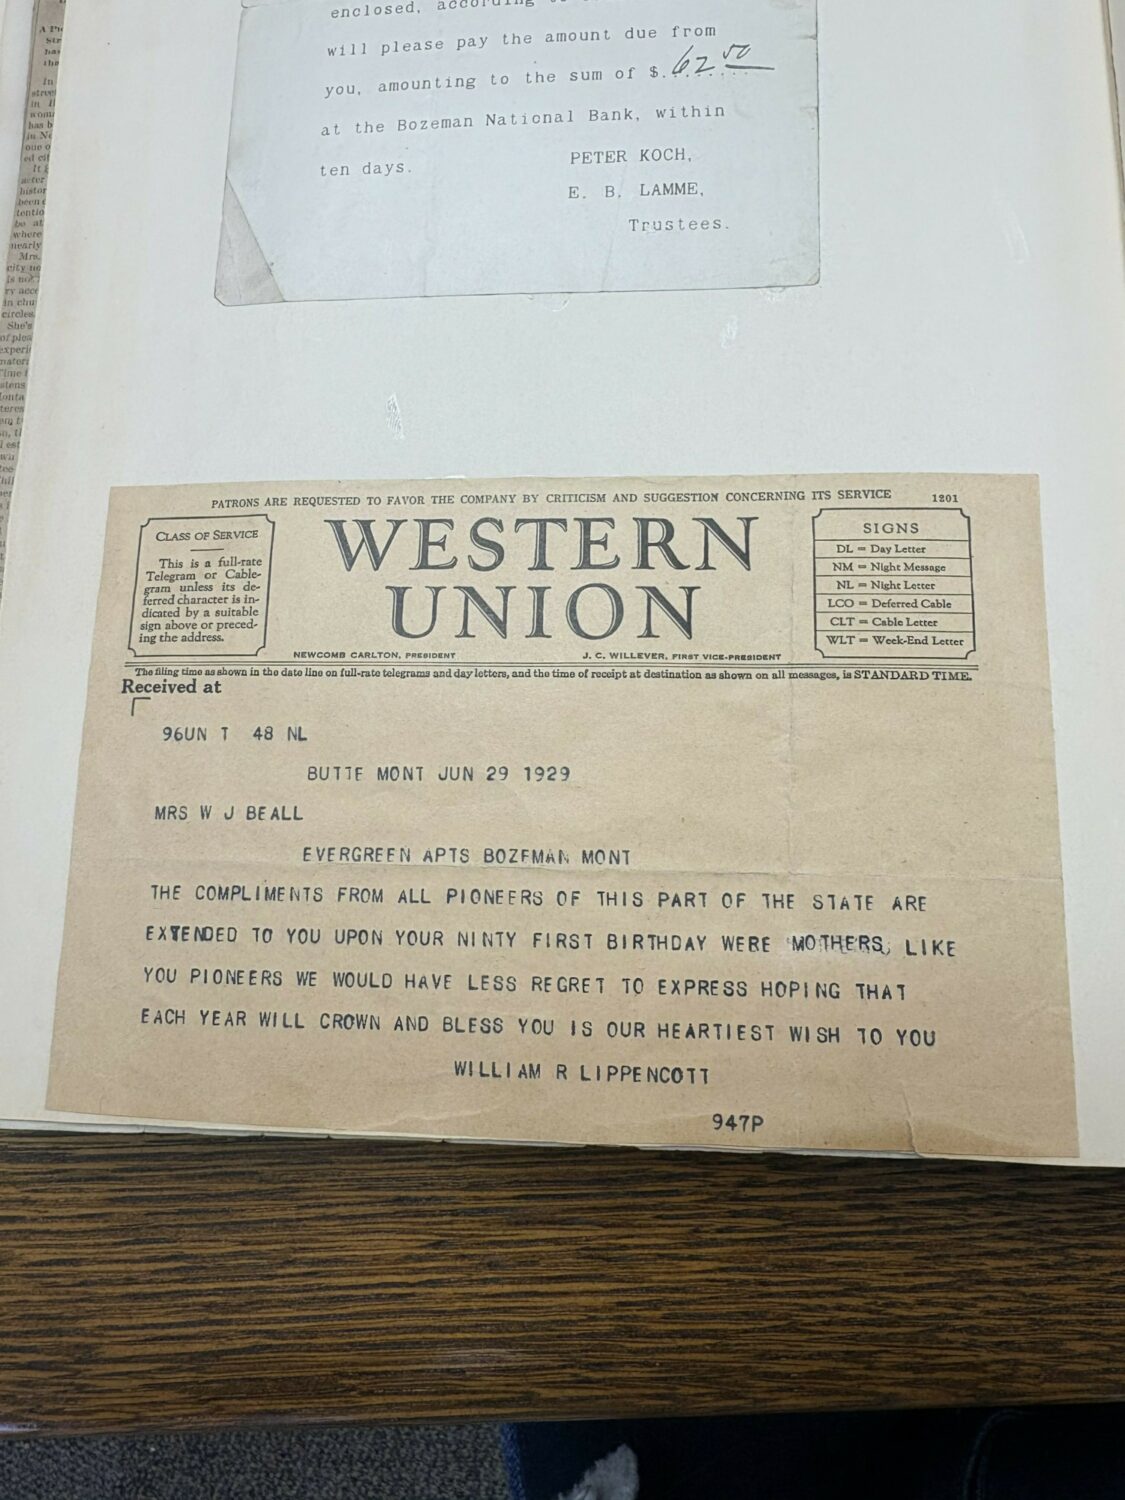 enclosed,
will please pay the amount due from
you, amounting to the sum of $. 62 50
at the Bozeman National Bank, within
ten days.
PETER KOCH,
E. B. LAMME,
Trustees.
PATRONS ARE REQUESTED TO FAVOR THE COMPANY BY CRITICISM AND SUGGESTION CONCERNING ITS SERVICE
1201
CLASS OF SERVICE
This is a full-rate
Telegram or Cable-
gram unless its de-
ferred character is in-
dicated by a suitable
sign above or preced-
ing the address.
WESTERN
UNION
NEWCOMB CARLTON, PRESIDENT
J. C. WILLEVER, FIRST VICE-PRESIDENT
SIGNS
DL = Day Letter
NM = Night Message
NL = Night Letter
LCO = Deferred Cable
CLT = Cable Letter
WLT = Week-End Letter
The filing time as shown in the date line on full-rate telegrams and day letters, and the time of receipt at destination as shown on all messages, is STANDARD TIME.
Received at
96UN T 48 NL
BUTTE MONT JUN 29 1929
MRS W J BEALL
EVERGREEN APTS BOZEMAN MONT
THE COMPLIMENTS FROM ALL PIONEERS OF THIS PART OF THE STATE ARE
EXTENDED TO YOU UPON YOUR NINTY FIRST BIRTHDAY WERE MOTHERS LIKE
YOU PIONEERS WE WOULD HAVE LESS REGRET TO EXPRESS HOPING THAT
EACH YEAR WILL CROWN AND BLESS YOU IS OUR HEARTIEST WISH TO YOU
WILLIAM R LIPPENCOTT
947P